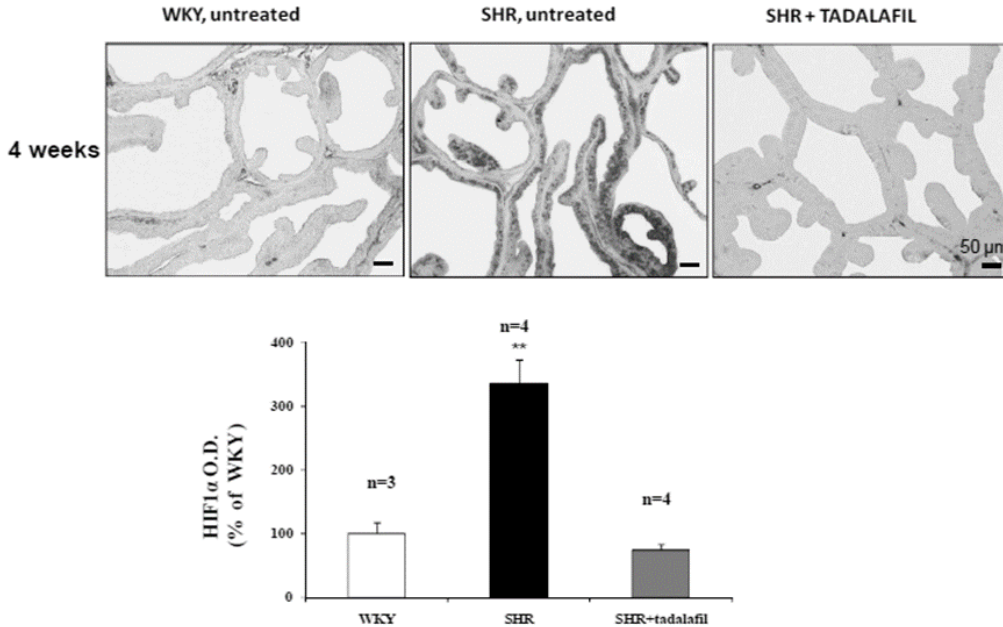 WKY, untreated
SHR, untreated
SHR + TADALAFIL
4 weeks
50 µm
n=4
**
400
300
200
100
0
HIF1α O.D.
(% of WKY)
n=3
n=4
WKY
SHR
SHR+tadalafil